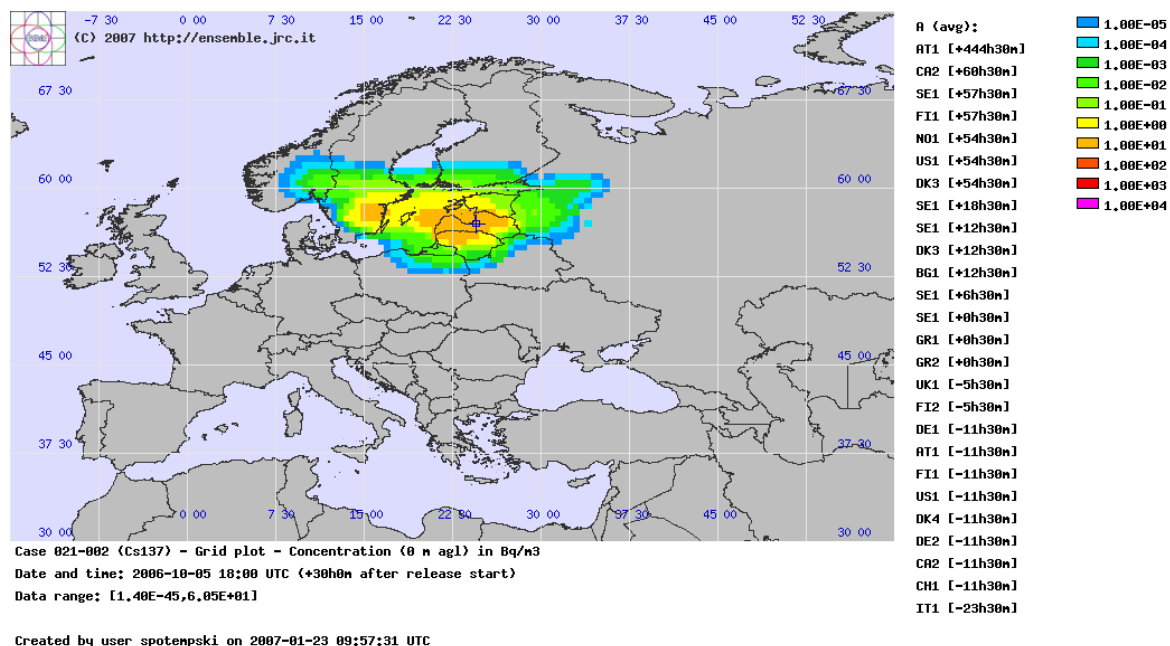 -7 30 0 00 7 30 15 00 22 30 30 00 37 30 45 00 52 30
ENSEMBLE
(C) 2007 http://ensemble.jrc.it
67 30 67 30
60 00 60 00
52 30 52 30
45 00 45 00
37 30 37 30
30 00 30 00
-7 30 0 00 7 30 15 00 22 30 30 00 37 30 45 00 52 30
A (avg):
AT1 [+444h30m]
CA2 [+60h30m]
SE1 [+57h30m]
FI1 [+57h30m]
NO1 [+54h30m]
US1 [+54h30m]
DK3 [+54h30m]
SE1 [+18h30m]
SE1 [+12h30m]
DK3 [+12h30m]
BG1 [+12h30m]
SE1 [+6h30m]
SE1 [+0h30m]
GR1 [+0h30m]
GR2 [+0h30m]
UK1 [-5h30m]
FI2 [-5h30m]
DE1 [-11h30m]
AT1 [-11h30m]
FI1 [-11h30m]
US1 [-11h30m]
DK4 [-11h30m]
DE2 [-11h30m]
CA2 [-11h30m]
CH1 [-11h30m]
IT1 [-23h30m]
1.00E-05
1.00E-04
1.00E-03
1.00E-02
1.00E-01
1.00E+00
1.00E+01
1.00E+02
1.00E+03
1.00E+04
Case 021-002 (Cs137) - Grid plot - Concentration (0 m agl) in Bq/m3
Date and time: 2006-10-05 18:00 UTC (+30h0m after release start)
Data range: [1.40E-45,6.05E+01]
Created by user spotempski on 2007-01-23 09:57:31 UTC